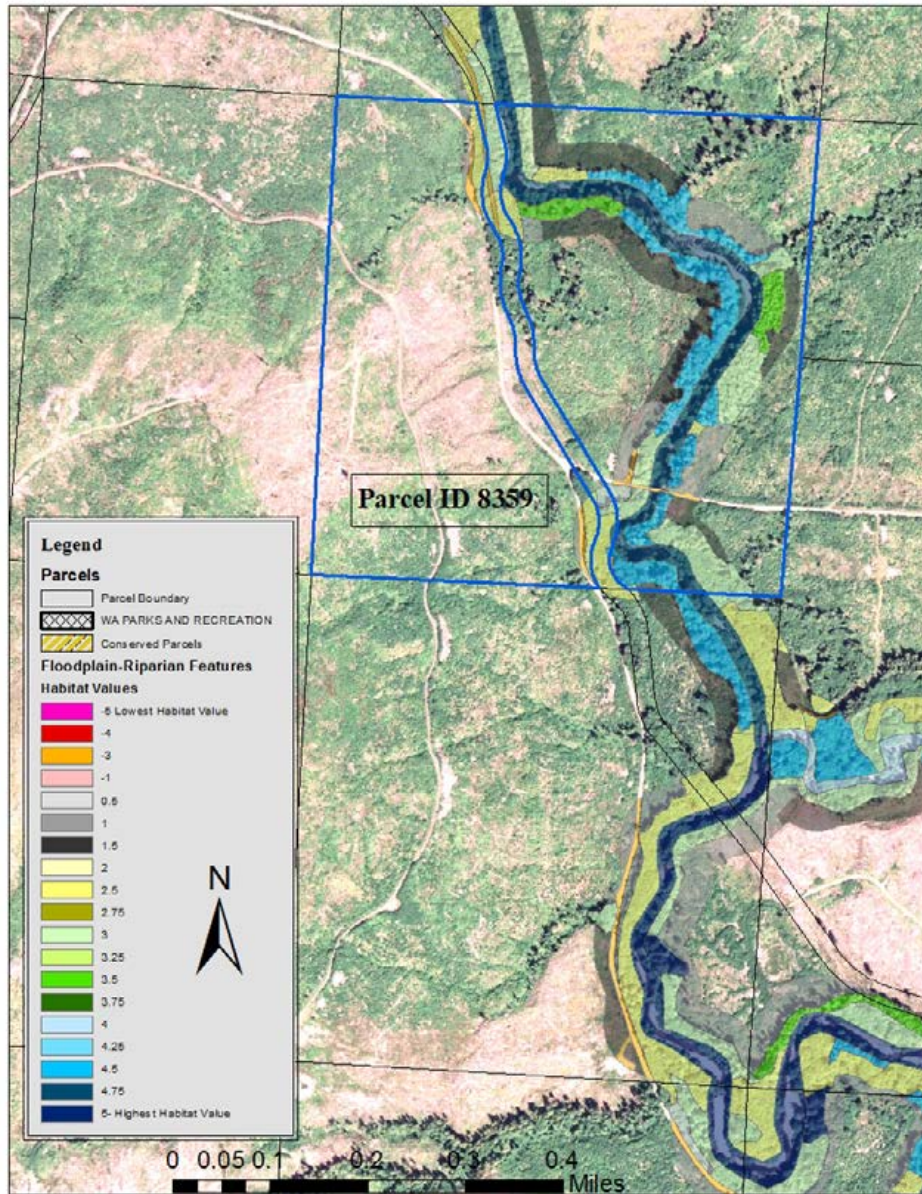 Parcel ID 8359
Legend
Parcels
Parcel Boundary
WA PARKS AND RECREATION
Conserved Parcels
Floodplain-Riparian Features
Habitat Values
-5 Lowest Habitat Value
-4
-3
-1
0.5
1
1.5
2
2.5
2.75
3
3.25
3.5
3.75
4
4.25
4.5
4.75
5- Highest Habitat Value
N
0 0.05 0.1 0.2 0.3 0.4
Miles